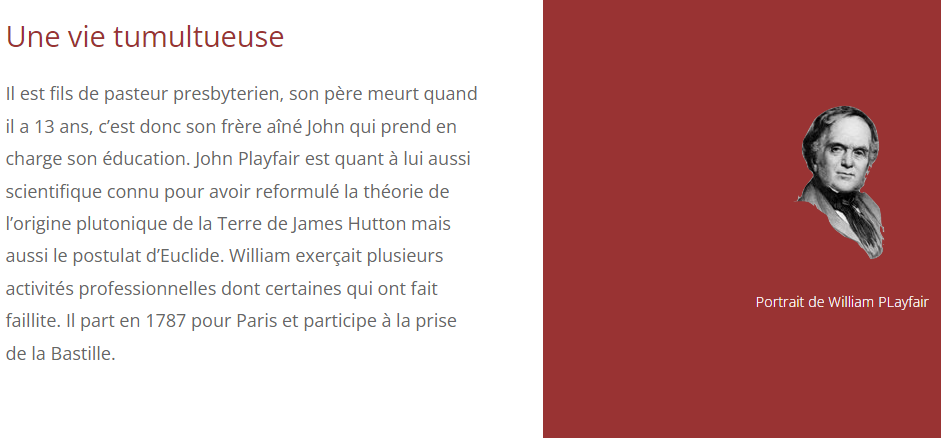 Une vie tumultueuse
Il est fils de pasteur presbyterien, son père meurt quand
il a 13 ans, c’est donc son frère aîné John qui prend en
charge son éducation. John Playfair est quant à lui aussi
scientifique connu pour avoir reformulé la théorie de
l’origine plutonique de la Terre de James Hutton mais
aussi le postulat d’Euclide. William exerçait plusieurs
activités professionnelles dont certaines qui ont fait
faillite. Il part en 1787 pour Paris et participe à la prise
de la Bastille.
Portrait de William PLayfair